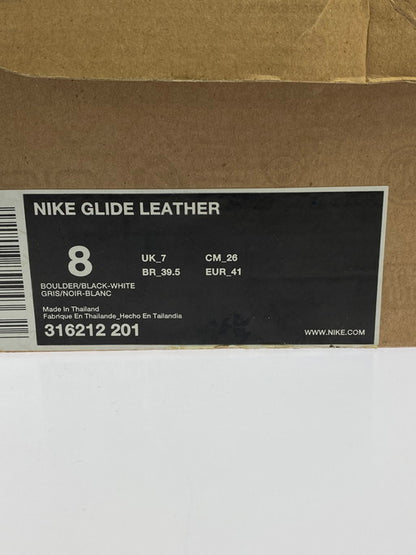 NIKE GLIDE LEATHER
8 UK_7 CM_26
BR_39.5 EUR_41
BOULDER/BLACK-WHITE
GRIS/NOIR-BLANC
Made In Thailand
Fabrique En Thailande_Hecho En Tailandia
316212 201 WWW.NIKE.COM